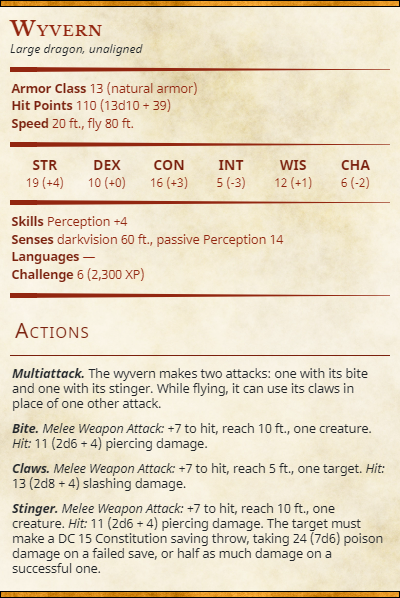 Wyvern
Large dragon, unaligned
Armor Class 13 (natural armor)
Hit Points 110 (13d10 + 39)
Speed 20 ft., fly 80 ft.
STR DEX CON INT WIS CHA
19 (+4) 10 (+0) 16 (+3) 5 (-3) 12 (+1) 6 (-2)
Skills Perception +4
Senses darkvision 60 ft., passive Perception 14
Languages —
Challenge 6 (2,300 XP)
Actions
Multiattack. The wyvern makes two attacks: one with its bite
and one with its stinger. While flying, it can use its claws in
place of one other attack.
Bite. Melee Weapon Attack: +7 to hit, reach 10 ft., one creature.
Hit: 11 (2d6 + 4) piercing damage.
Claws. Melee Weapon Attack: +7 to hit, reach 5 ft., one target. Hit:
13 (2d8 + 4) slashing damage.
Stinger. Melee Weapon Attack: +7 to hit, reach 10 ft., one
creature. Hit: 11 (2d6 + 4) piercing damage. The target must
make a DC 15 Constitution saving throw, taking 24 (7d6) poison
damage on a failed save, or half as much damage on a
successful one.